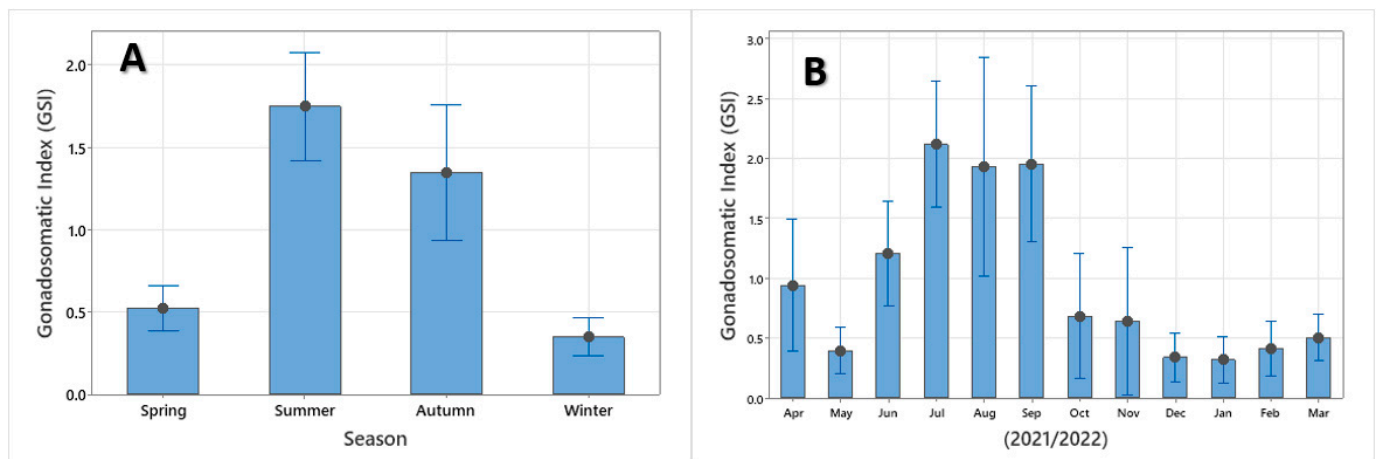 A
Gonadosomatic Index (GSI)
2.0
1.5
1.0
0.5
0.0
Spring Summer Autumn Winter
Season
B
Gonadosomatic Index (GSI)
3.0
2.5
2.0
1.5
1.0
0.5
0.0
Apr May Jun Jul Aug Sep Oct Nov Dec Jan Feb Mar
(2021/2022)